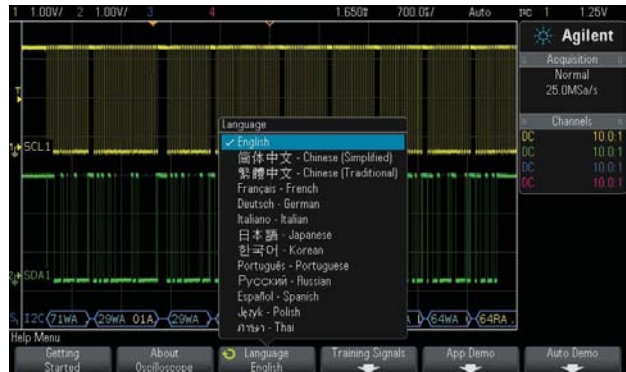 1 1.00V/ 2 1.00V/ 3 4 1.650s 700.0s/ Auto I²C 1 1.25V
Agilent
Acquisition
Normal
25.0MSa/s
Channels
DC 10.0:1
DC 10.0:1
DC 10.0:1
DC 10.0:1
SCL1
SDA1
Language
✓ English
简体中文 - Chinese (Simplified)
繁體中文 - Chinese (Traditional)
Français - French
Deutsch - German
Italiano - Italian
日本語 - Japanese
한국어 - Korean
Português - Portuguese
Русский - Russian
Español - Spanish
Język - Polish
ภาษา - Thai
S₁ I2C 71WA 29WA 01A 29WA 64WA 64RA
Help Menu
Getting Started
About Oscilloscope
Language English
Training Signals
App Demo
Auto Demo